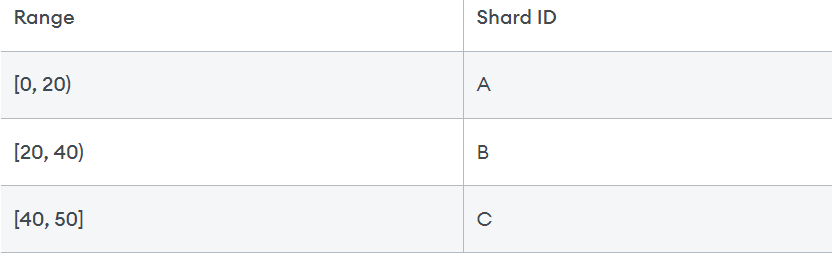 Range Shard ID
[0, 20) A
[20, 40) B
[40, 50] C